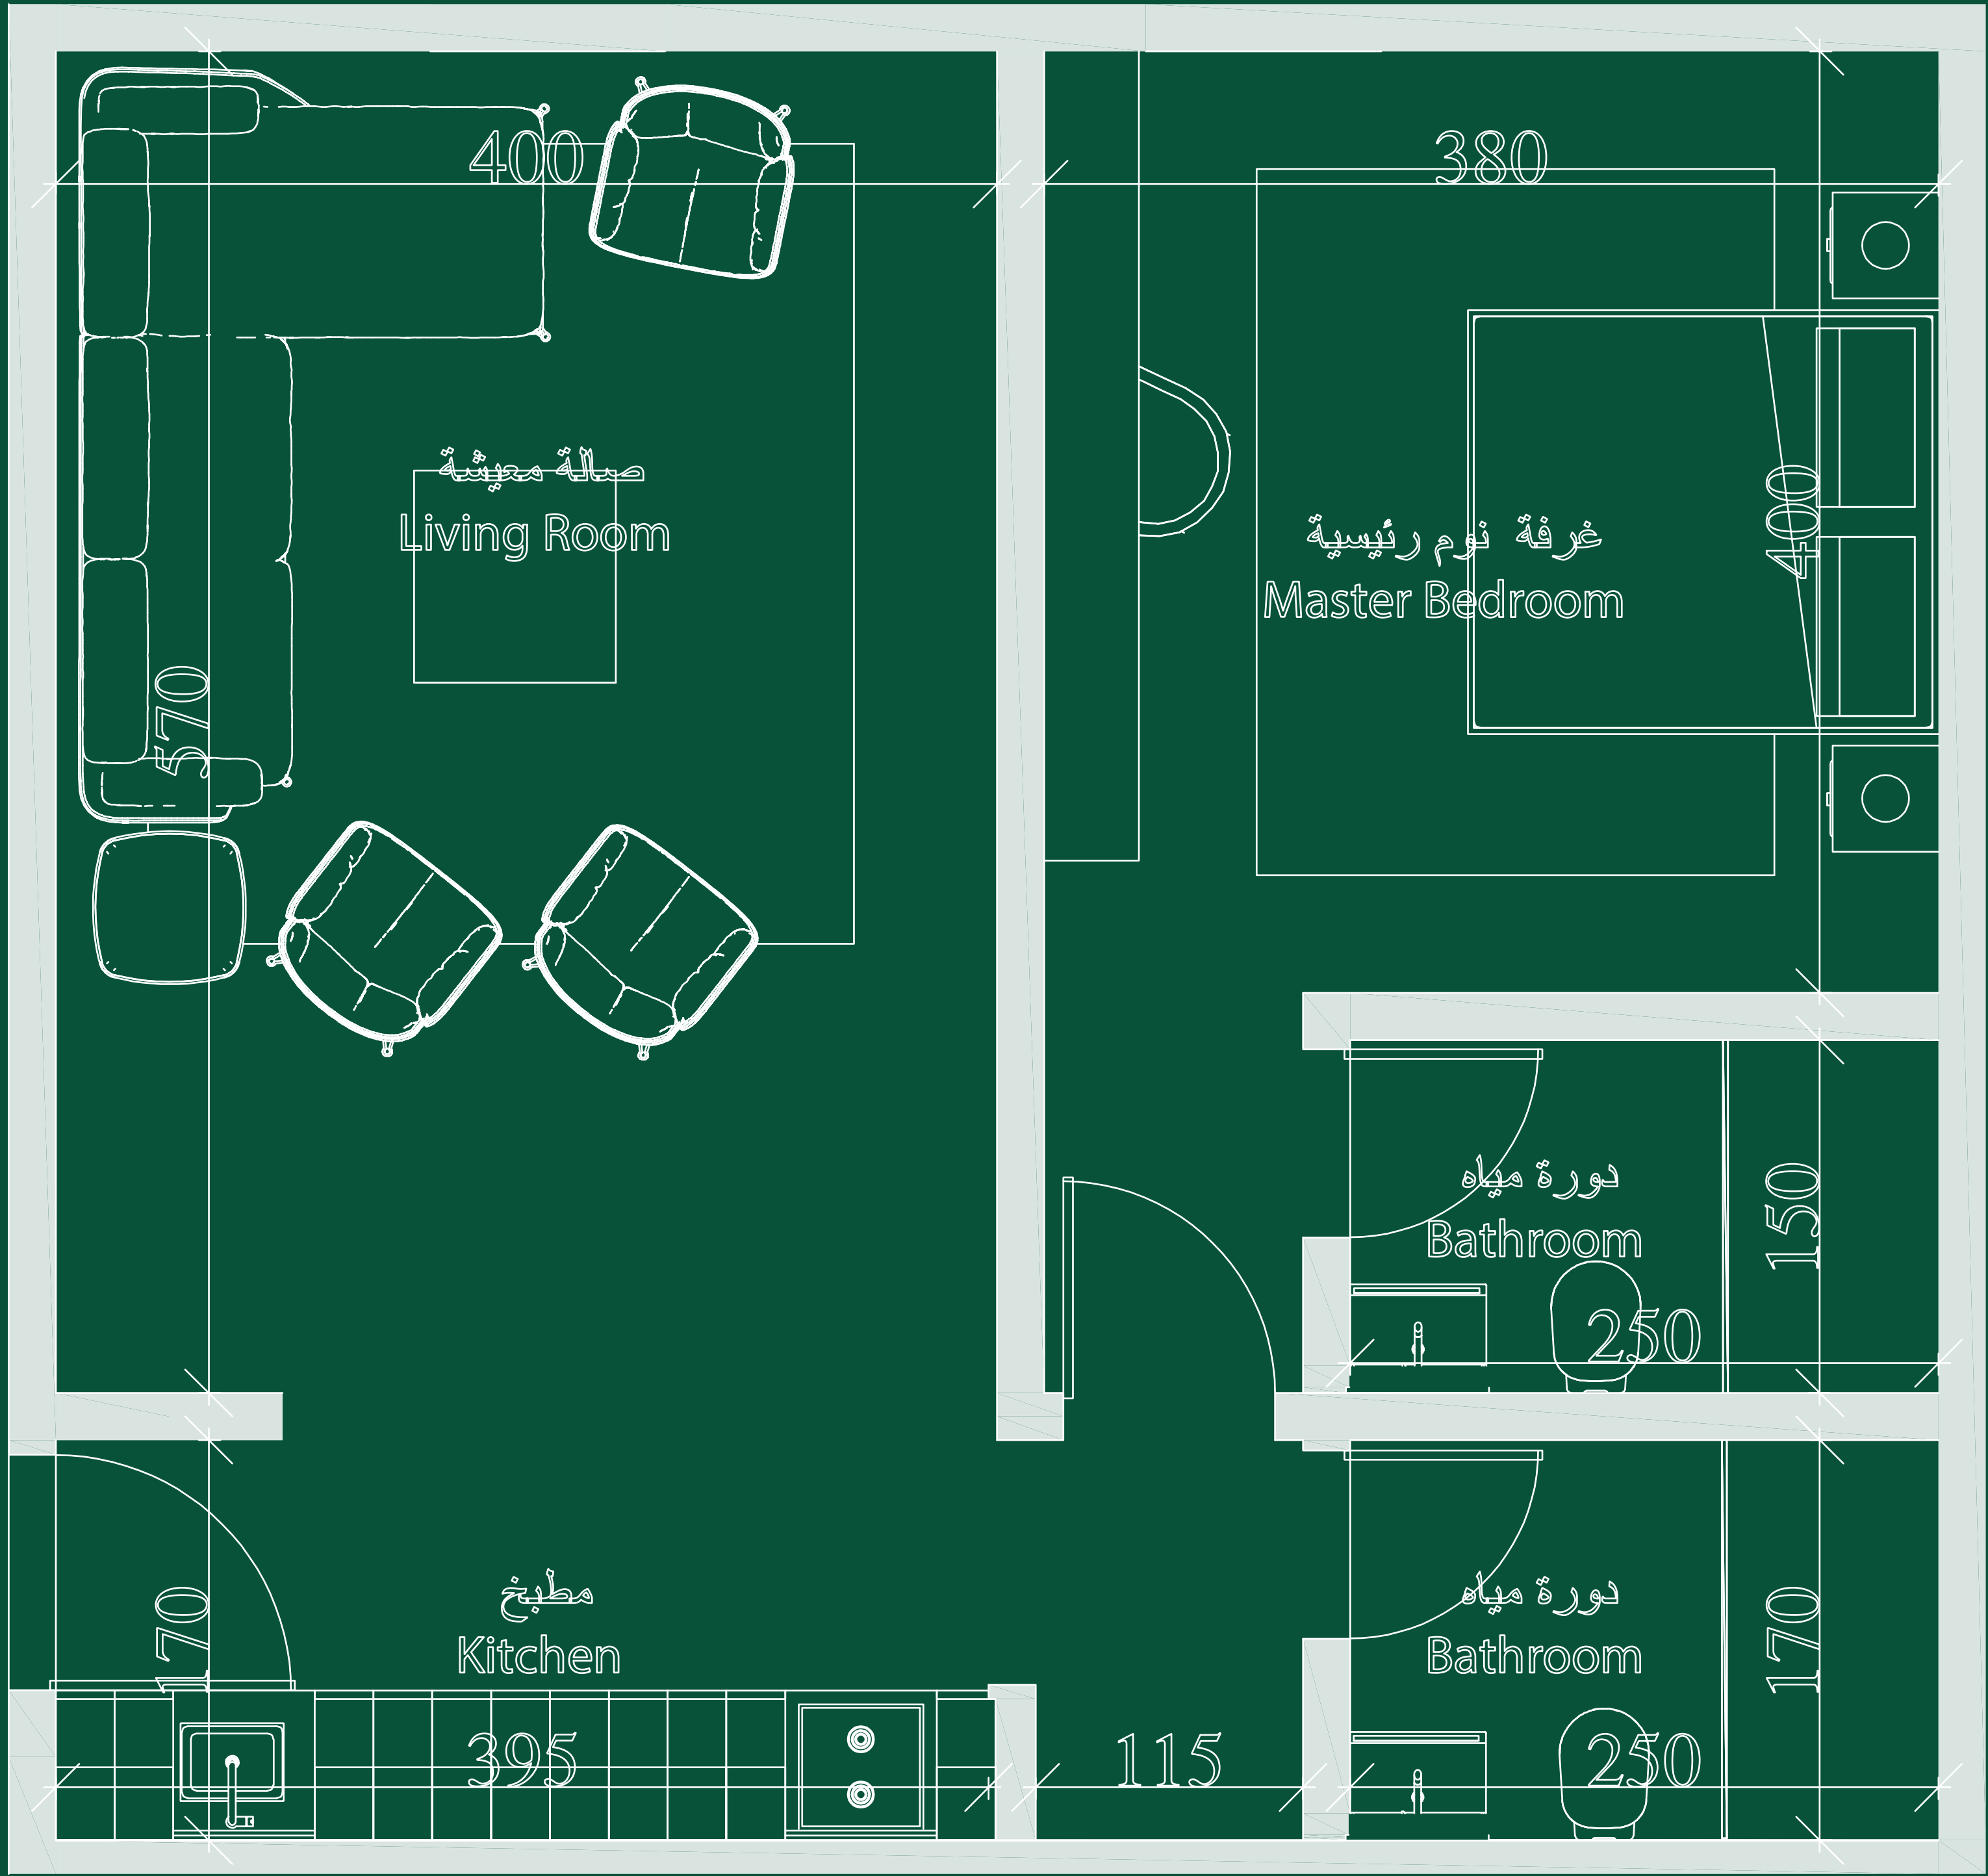 400
380
صالة معيشة
Living Room
400
غرفة نوم رئيسية
Master Bedroom
570
دورة مياه
Bathroom
150
250
مطبخ
Kitchen
170
دورة مياه
Bathroom
170
395
115
250